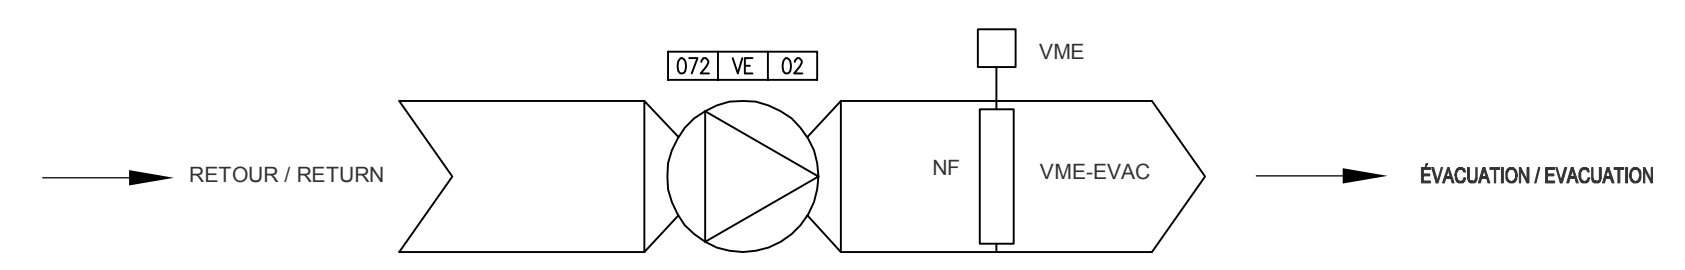 VME
072 VE 02
RETOUR / RETURN
NF
VME-EVAC
ÉVACUATION / EVACUATION